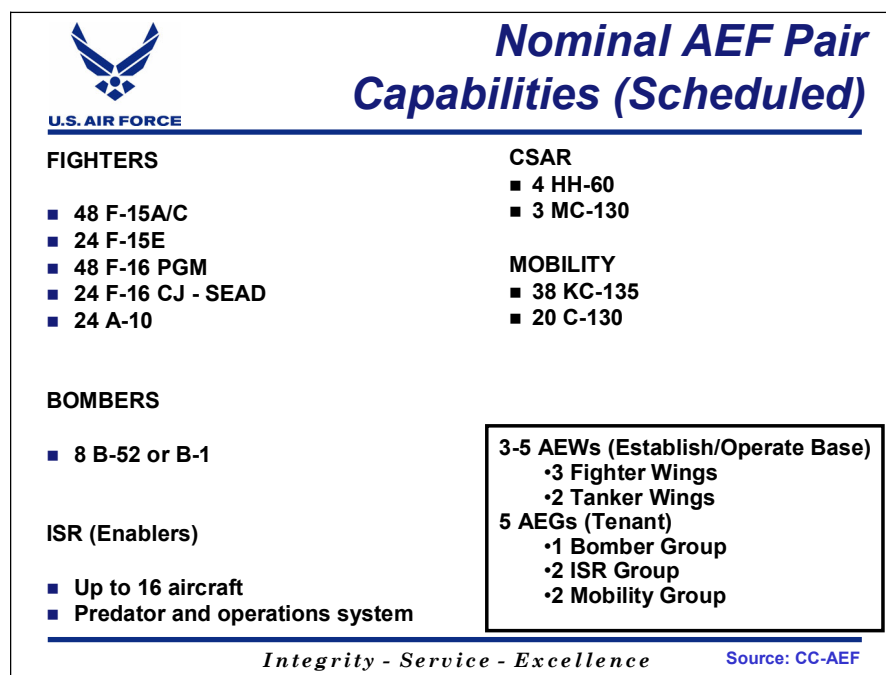 Nominal AEF Pair
Capabilities (Scheduled)
U.S. AIR FORCE
FIGHTERS
■ 48 F-15A/C
■ 24 F-15E
■ 48 F-16 PGM
■ 24 F-16 CJ - SEAD
■ 24 A-10
BOMBERS
■ 8 B-52 or B-1
ISR (Enablers)
■ Up to 16 aircraft
■ Predator and operations system
CSAR
■ 4 HH-60
■ 3 MC-130
MOBILITY
■ 38 KC-135
■ 20 C-130
3-5 AEWs (Establish/Operate Base)
•3 Fighter Wings
•2 Tanker Wings
5 AEGs (Tenant)
•1 Bomber Group
•2 ISR Group
•2 Mobility Group
Integrity - Service - Excellence
Source: CC-AEF